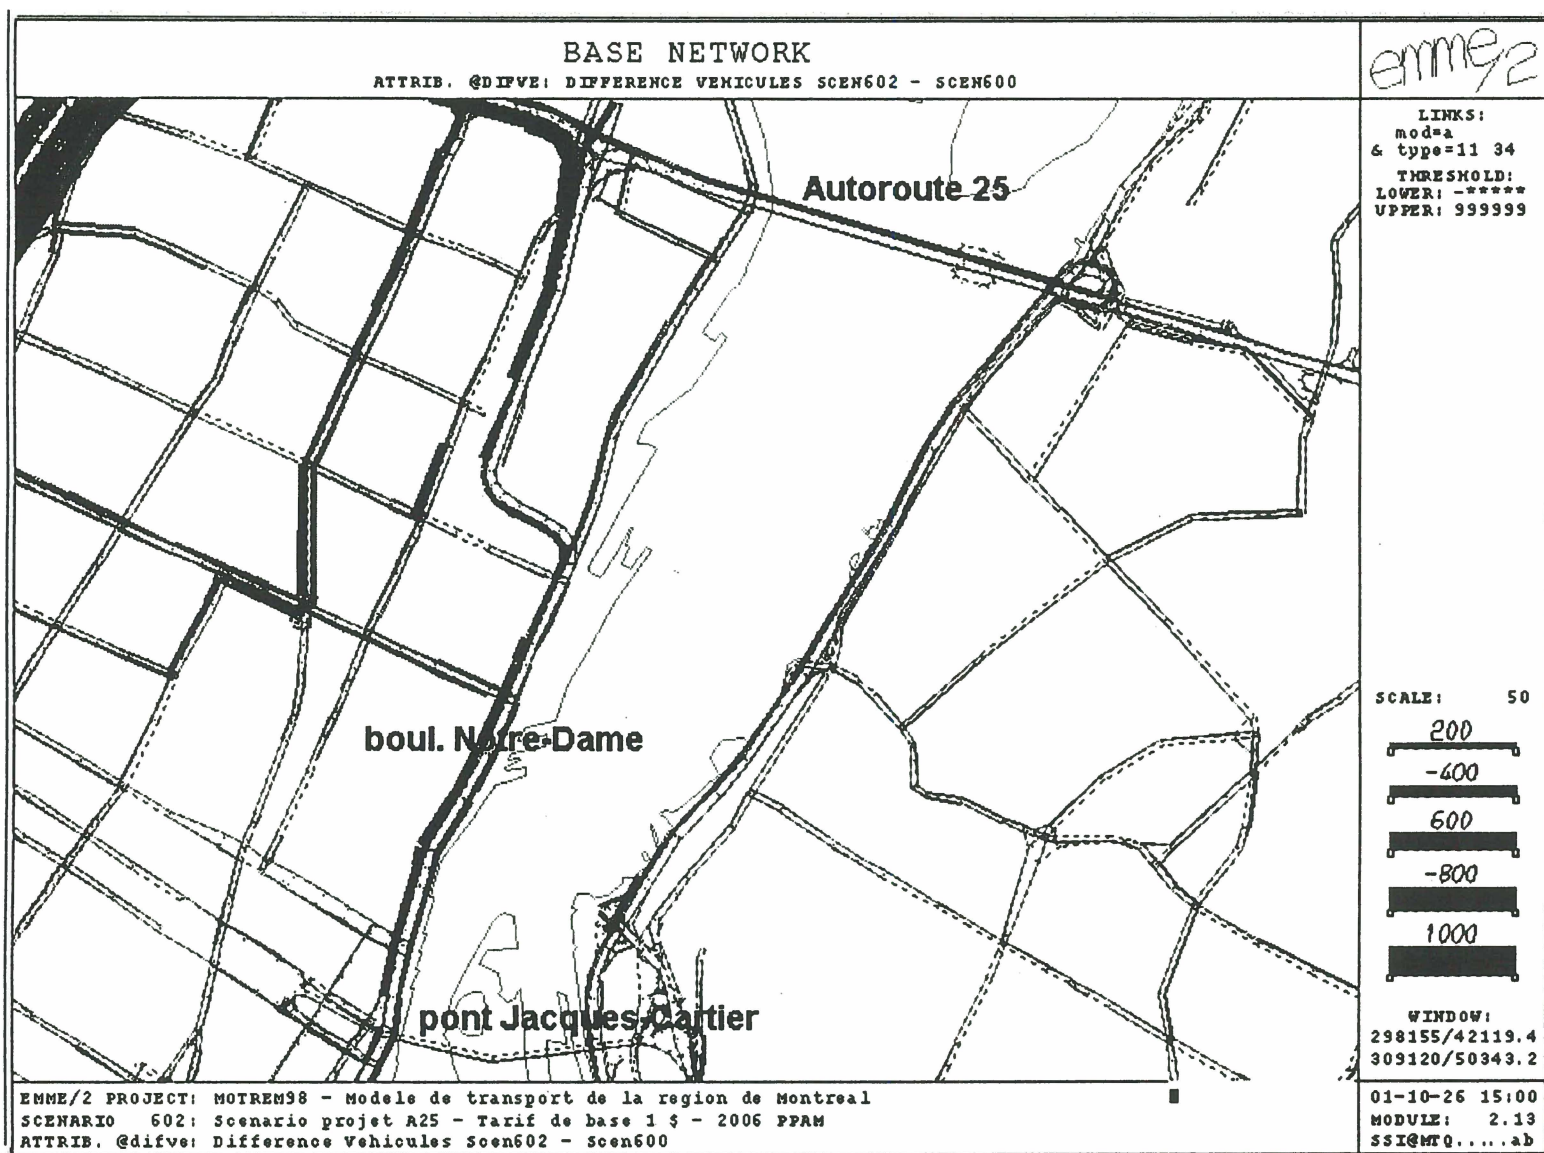 BASE NETWORK
ATTRIB. @DIFVE: DIFFERENCE VEHICULES SCEN602 - SCEN600
emme/2
LINKS:
mod=a
& type=11 34
THRESHOLD:
LOWER: -*****
UPPER: 999999
Autoroute 25
boul. Notre-Dame
pont Jacques-Cartier
SCALE: 50
200
-400
600
-800
1000
WINDOW:
298155/42119.4
309120/50343.2
EMME/2 PROJECT: MOTREM98 - Modele de transport de la region de Montreal
SCENARIO 602: Scenario projet A25 - Tarif de base 1 $ - 2006 PPAM
ATTRIB. @difve: Difference Vehicules Scen602 - Scen600
01-10-26 15:00
MODULE: 2.13
SSI@MTQ.....ab